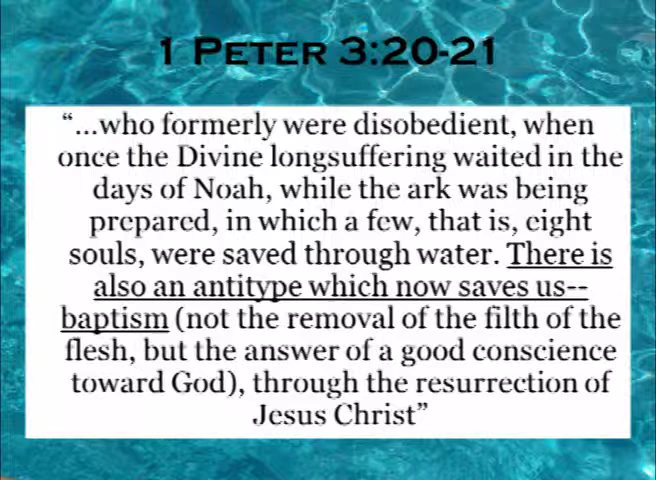 1 PETER 3:20-21
“...who formerly were disobedient, when
once the Divine longsuffering waited in the
days of Noah, while the ark was being
prepared, in which a few, that is, eight
souls, were saved through water. There is
also an antitype which now saves us--
baptism (not the removal of the filth of the
flesh, but the answer of a good conscience
toward God), through the resurrection of
Jesus Christ”